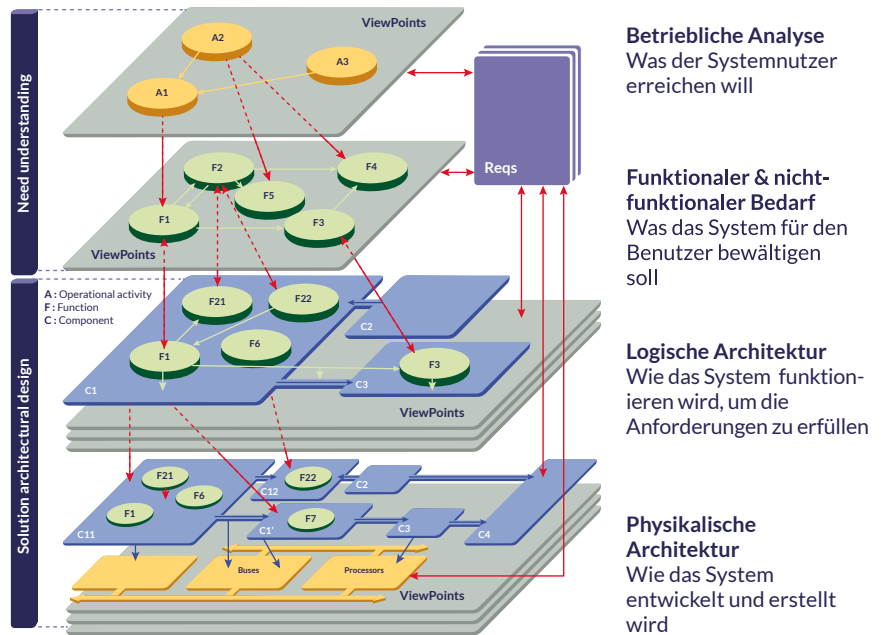 Need understanding
ViewPoints
A2
A3
A1
Reqs
F2
F4
F5
F1
F3
ViewPoints
Betriebliche Analyse
Was der Systemnutzer
erreichen will
Funktionaler & nicht-
funktionaler Bedarf
Was das System für den
Benutzer bewältigen
soll
Solution architectural design
A : Operational activity
F : Function
C : Component
F21
F22
F1
F6
C1
C2
F3
C3
ViewPoints
Logische Architektur
Wie das System funktion-
ieren wird, um die
Anforderungen zu erfüllen
F21
F6
F1
C11
F22
C12
C2
F7
C1'
C3
C4
Buses
Processors
ViewPoints
Physikalische
Architektur
Wie das System
entwickelt und erstellt
wird